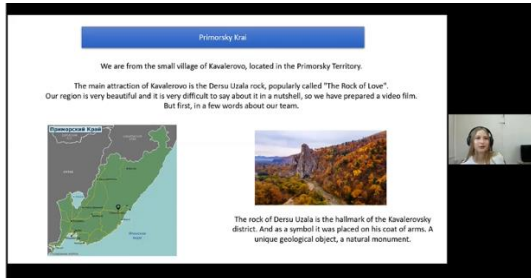 Primorsky Krai
We are from the small village of Kavalerovo, located in the Primorsky Territory.
The main attraction of Kavalerovo is the Dersu Uzala rock, popularly called "The Rock of Love".
Our region is very beautiful and it is very difficult to say about it in a nutshell, so we have prepared a video film.
But first, in a few words about our team.
Приморский Край
The rock of Dersu Uzala is the hallmark of the Kavalerovsky
district. And as a symbol it was placed on his coat of arms. A
unique geological object, a natural monument.